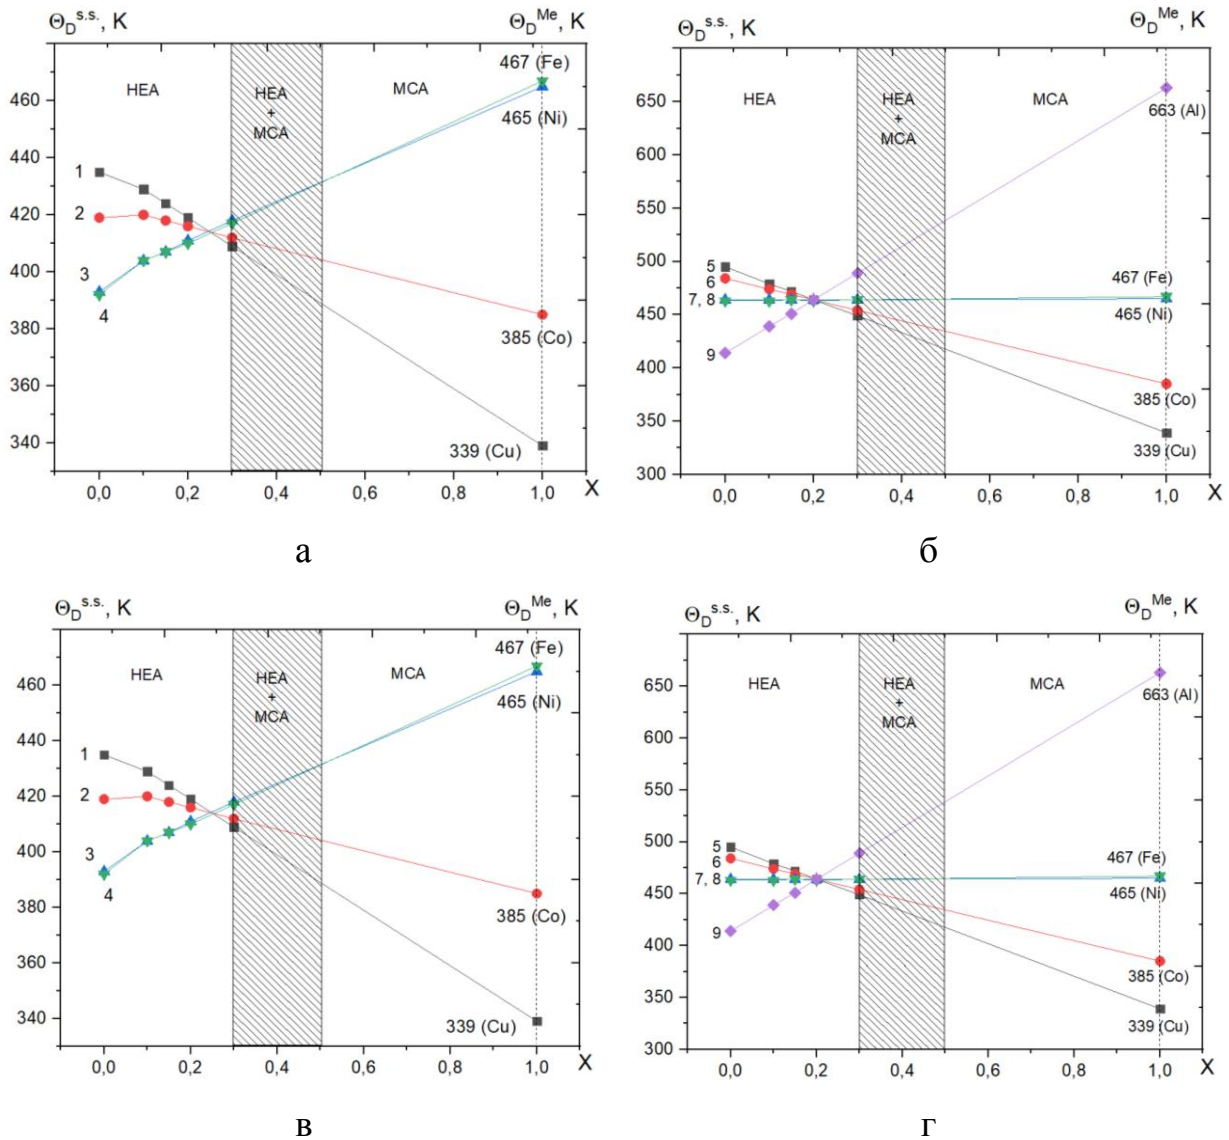 Θ_D^s.s., K
Θ_D^Me, K
467 (Fe)
460
HEA
HEA
+
MCA
MCA
465 (Ni)
440
1
420
2
400
3
4
385 (Co)
380
360
340
339 (Cu)
0,0 0,2 0,4 0,6 0,8 1,0 X
а
Θ_D^s.s., K
Θ_D^Me, K
650
HEA
HEA
+
MCA
MCA
663 (Al)
600
550
500
5
6
467 (Fe)
450
7, 8
465 (Ni)
9
400
385 (Co)
350
339 (Cu)
300
0,0 0,2 0,4 0,6 0,8 1,0 X
б
Θ_D^s.s., K
Θ_D^Me, K
467 (Fe)
460
HEA
HEA
+
MCA
MCA
465 (Ni)
440
1
420
2
400
3
4
385 (Co)
380
360
340
339 (Cu)
0,0 0,2 0,4 0,6 0,8 1,0 X
в
Θ_D^s.s., K
Θ_D^Me, K
650
HEA
HEA
+
MCA
MCA
663 (Al)
600
550
500
5
6
467 (Fe)
450
7, 8
465 (Ni)
9
400
385 (Co)
350
339 (Cu)
300
0,0 0,2 0,4 0,6 0,8 1,0 X
г